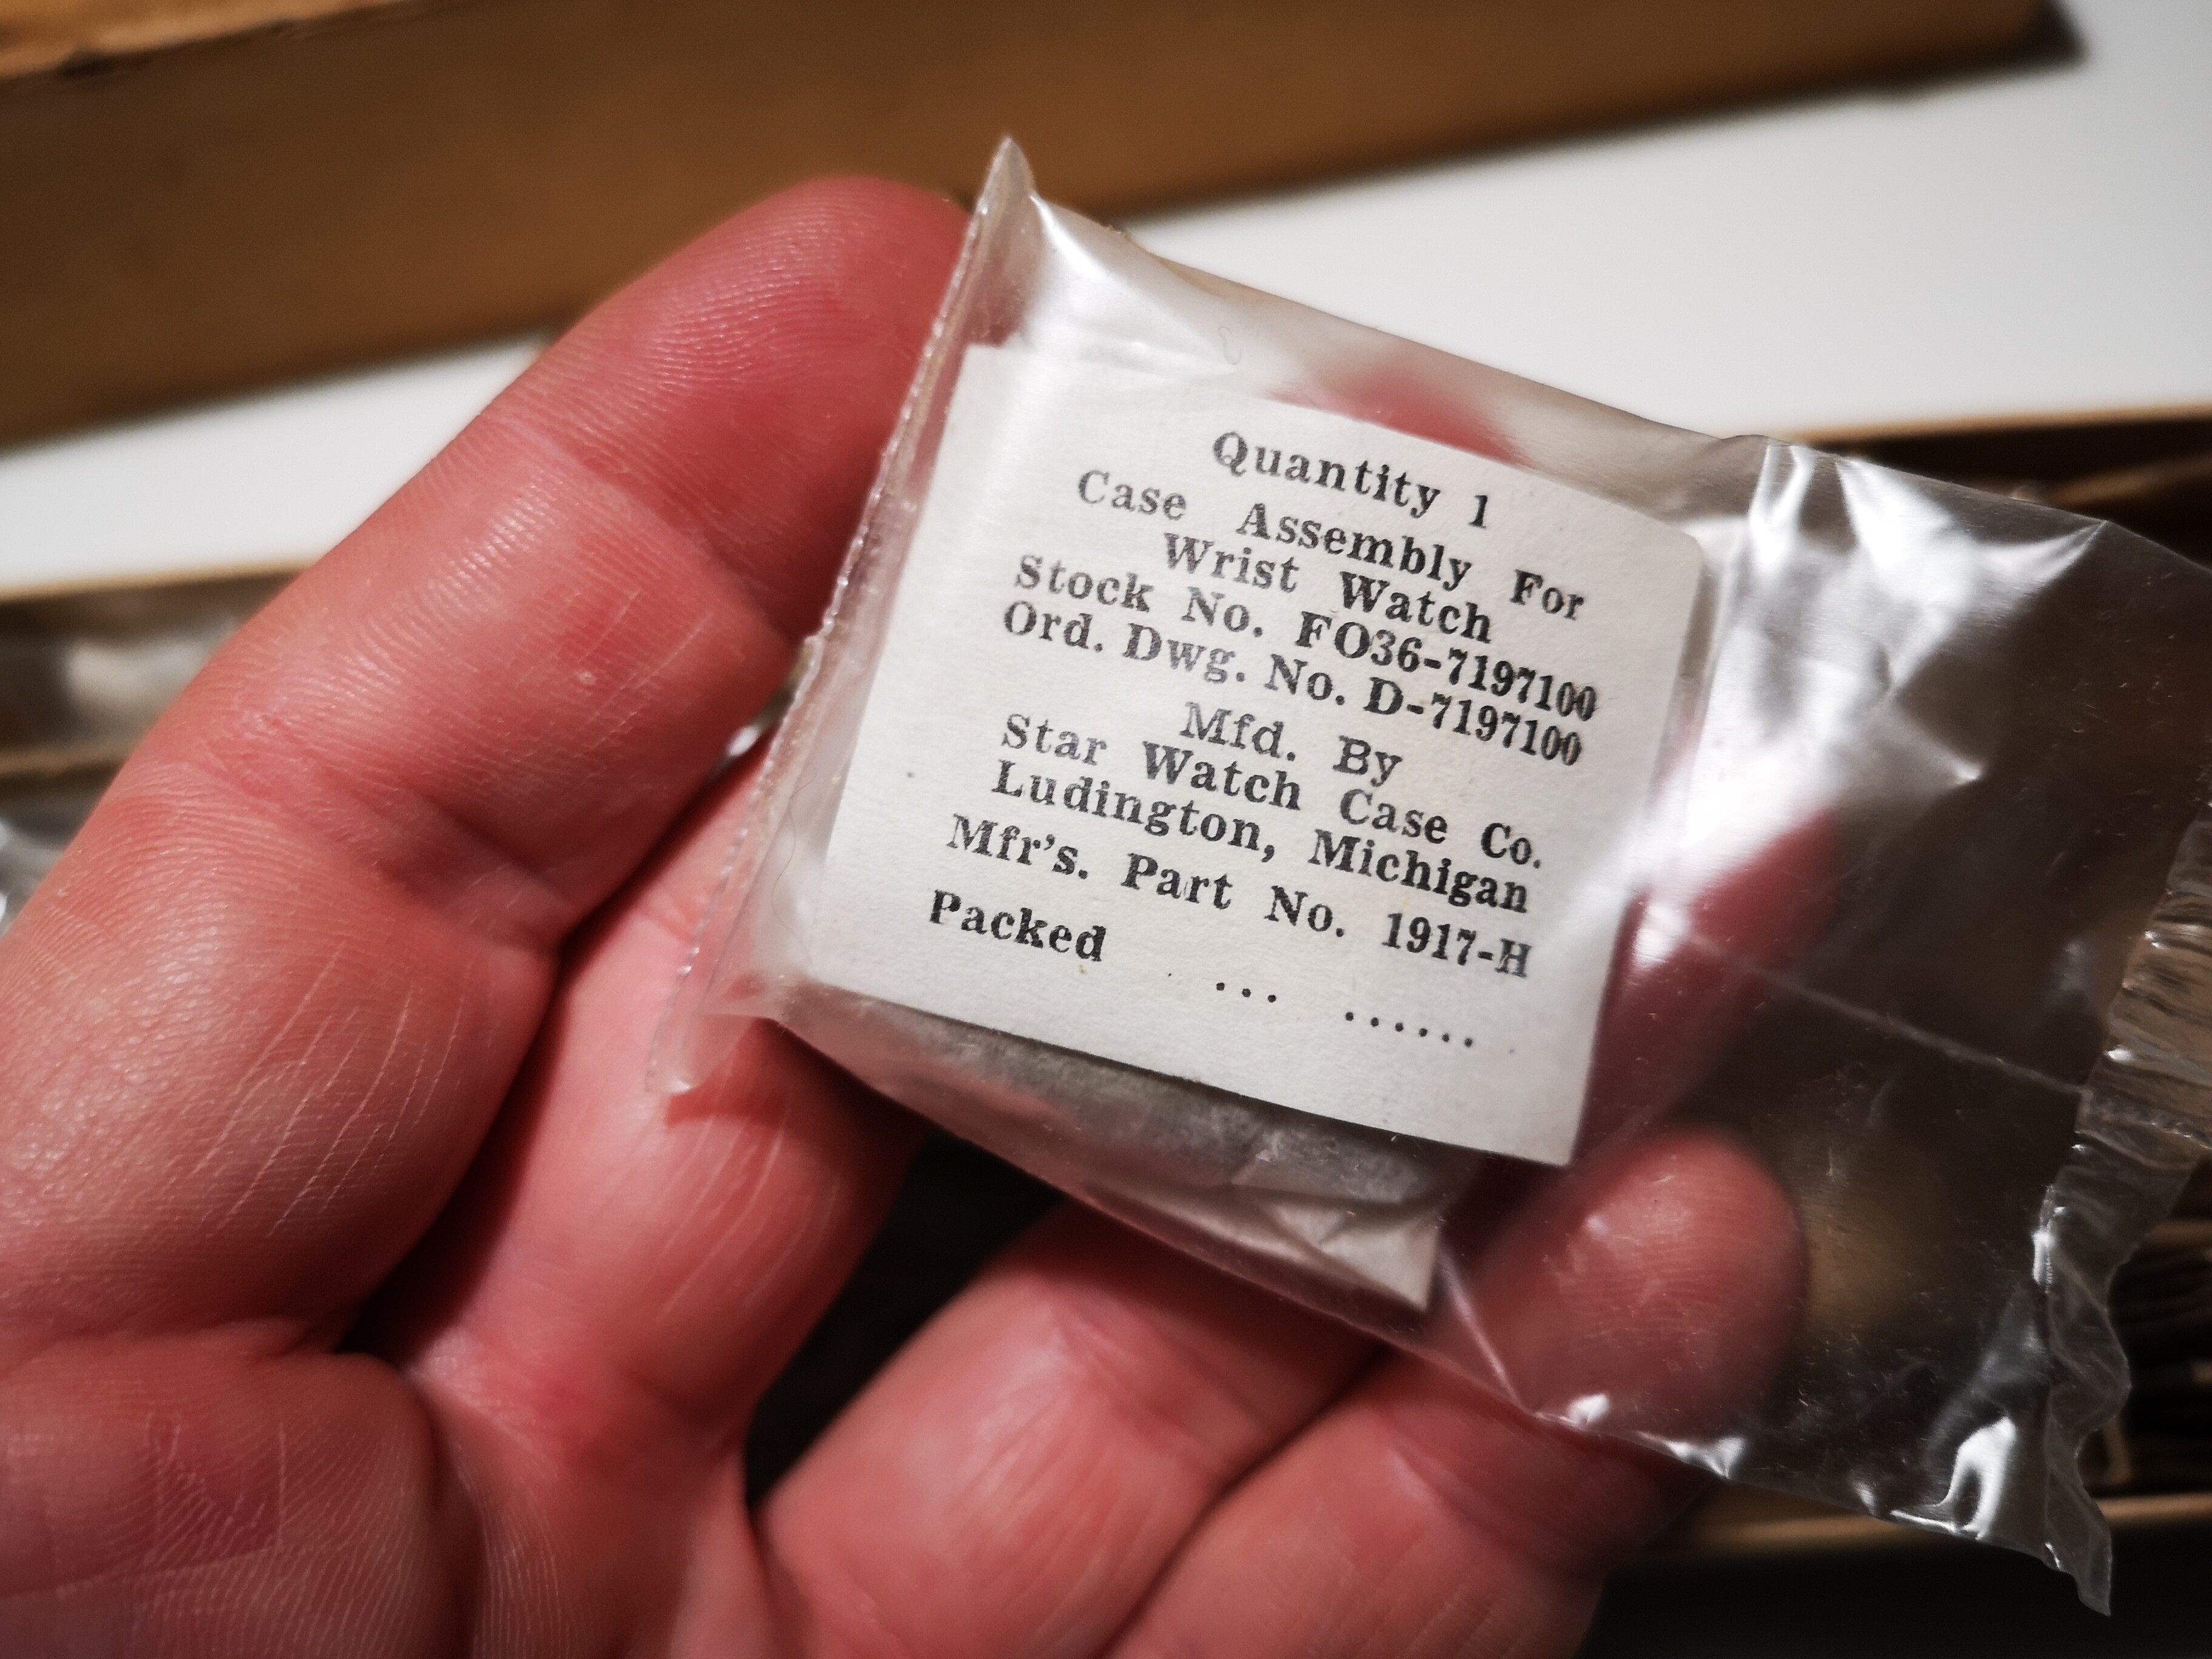 Quantity 1
Case Assembly For
Wrist Watch
Stock No. FO36-7197100
Ord. Dwg. No. D-7197100
Mfd. By
Star Watch Case Co.
Ludington, Michigan
Mfr's. Part No. 1917-H
Packed ... ......